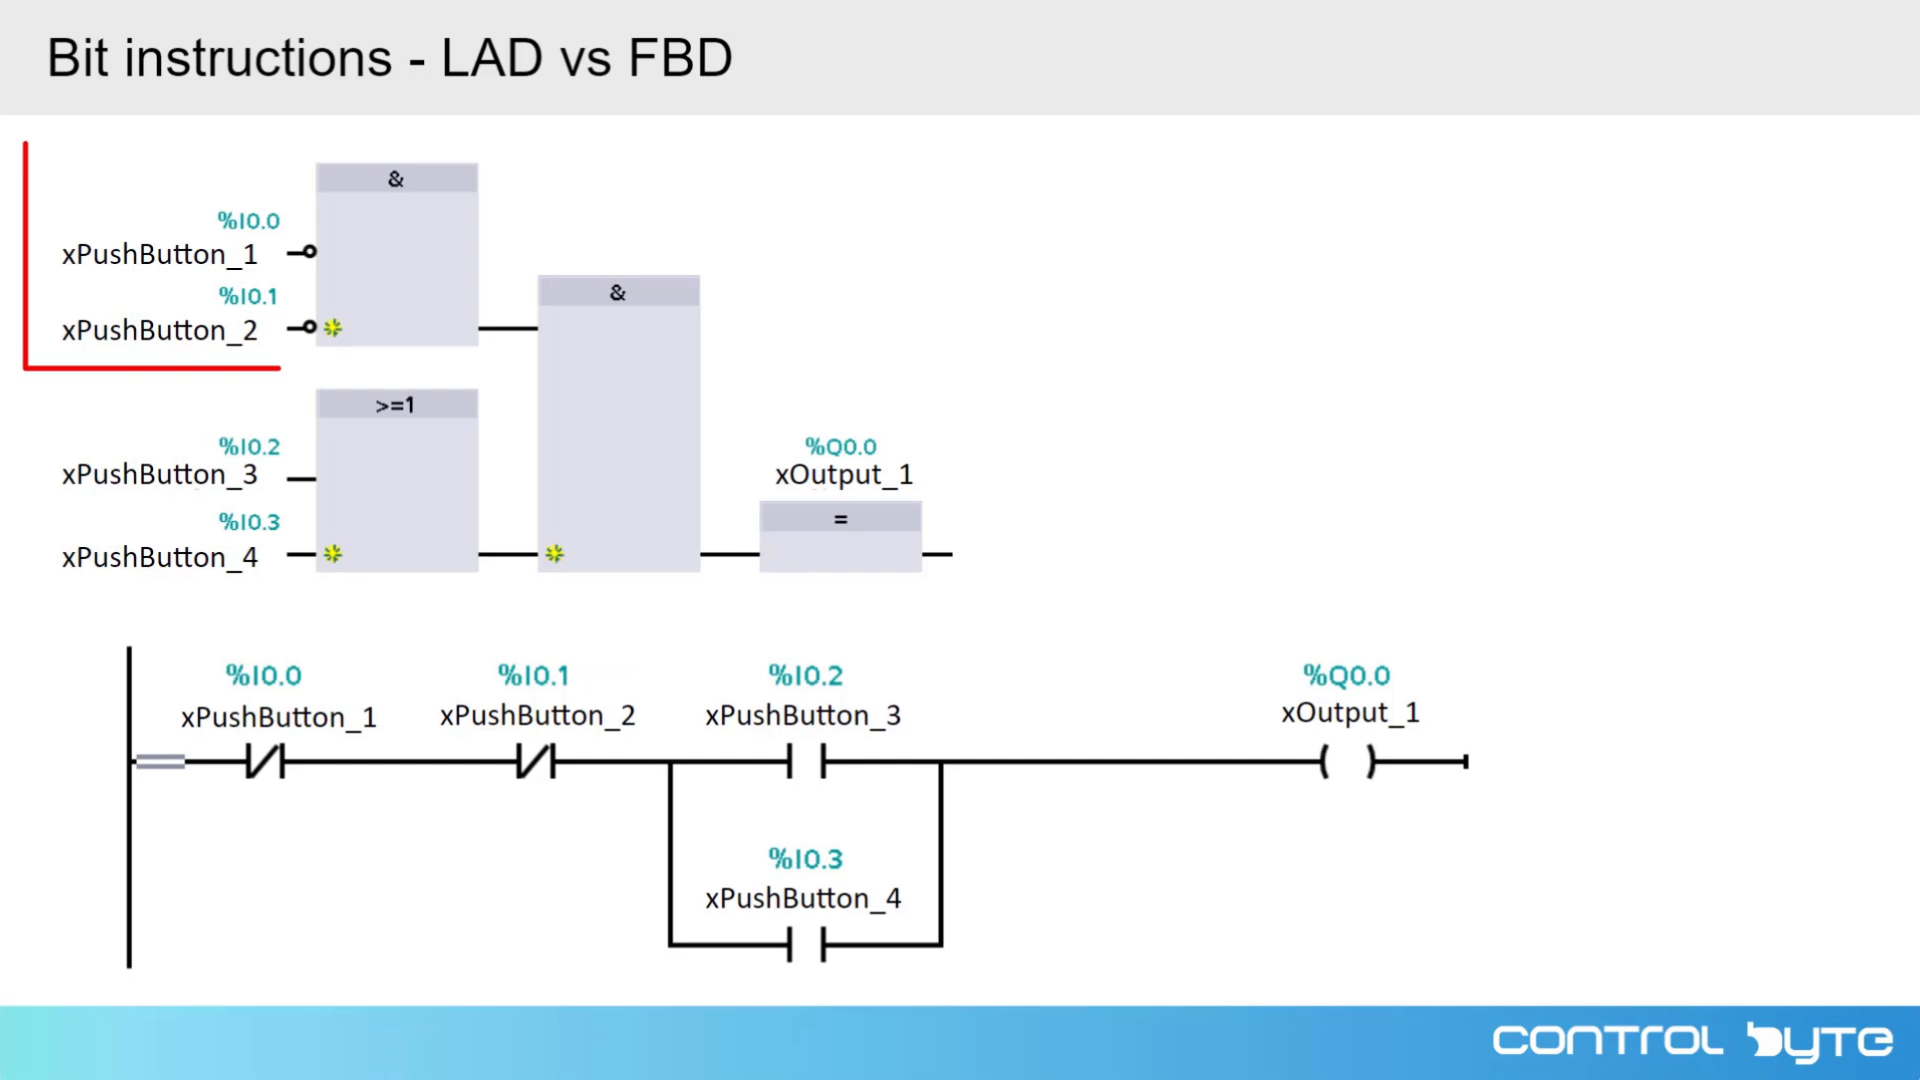 Bit instructions - LAD vs FBD
&
%I0.0
xPushButton_1
%I0.1
xPushButton_2
&
>=1
%I0.2
xPushButton_3
%I0.3
xPushButton_4
%Q0.0
xOutput_1
=
%I0.0 %I0.1 %I0.2 %Q0.0
xPushButton_1 xPushButton_2 xPushButton_3 xOutput_1
%I0.3
xPushButton_4
CONTROL BYTE